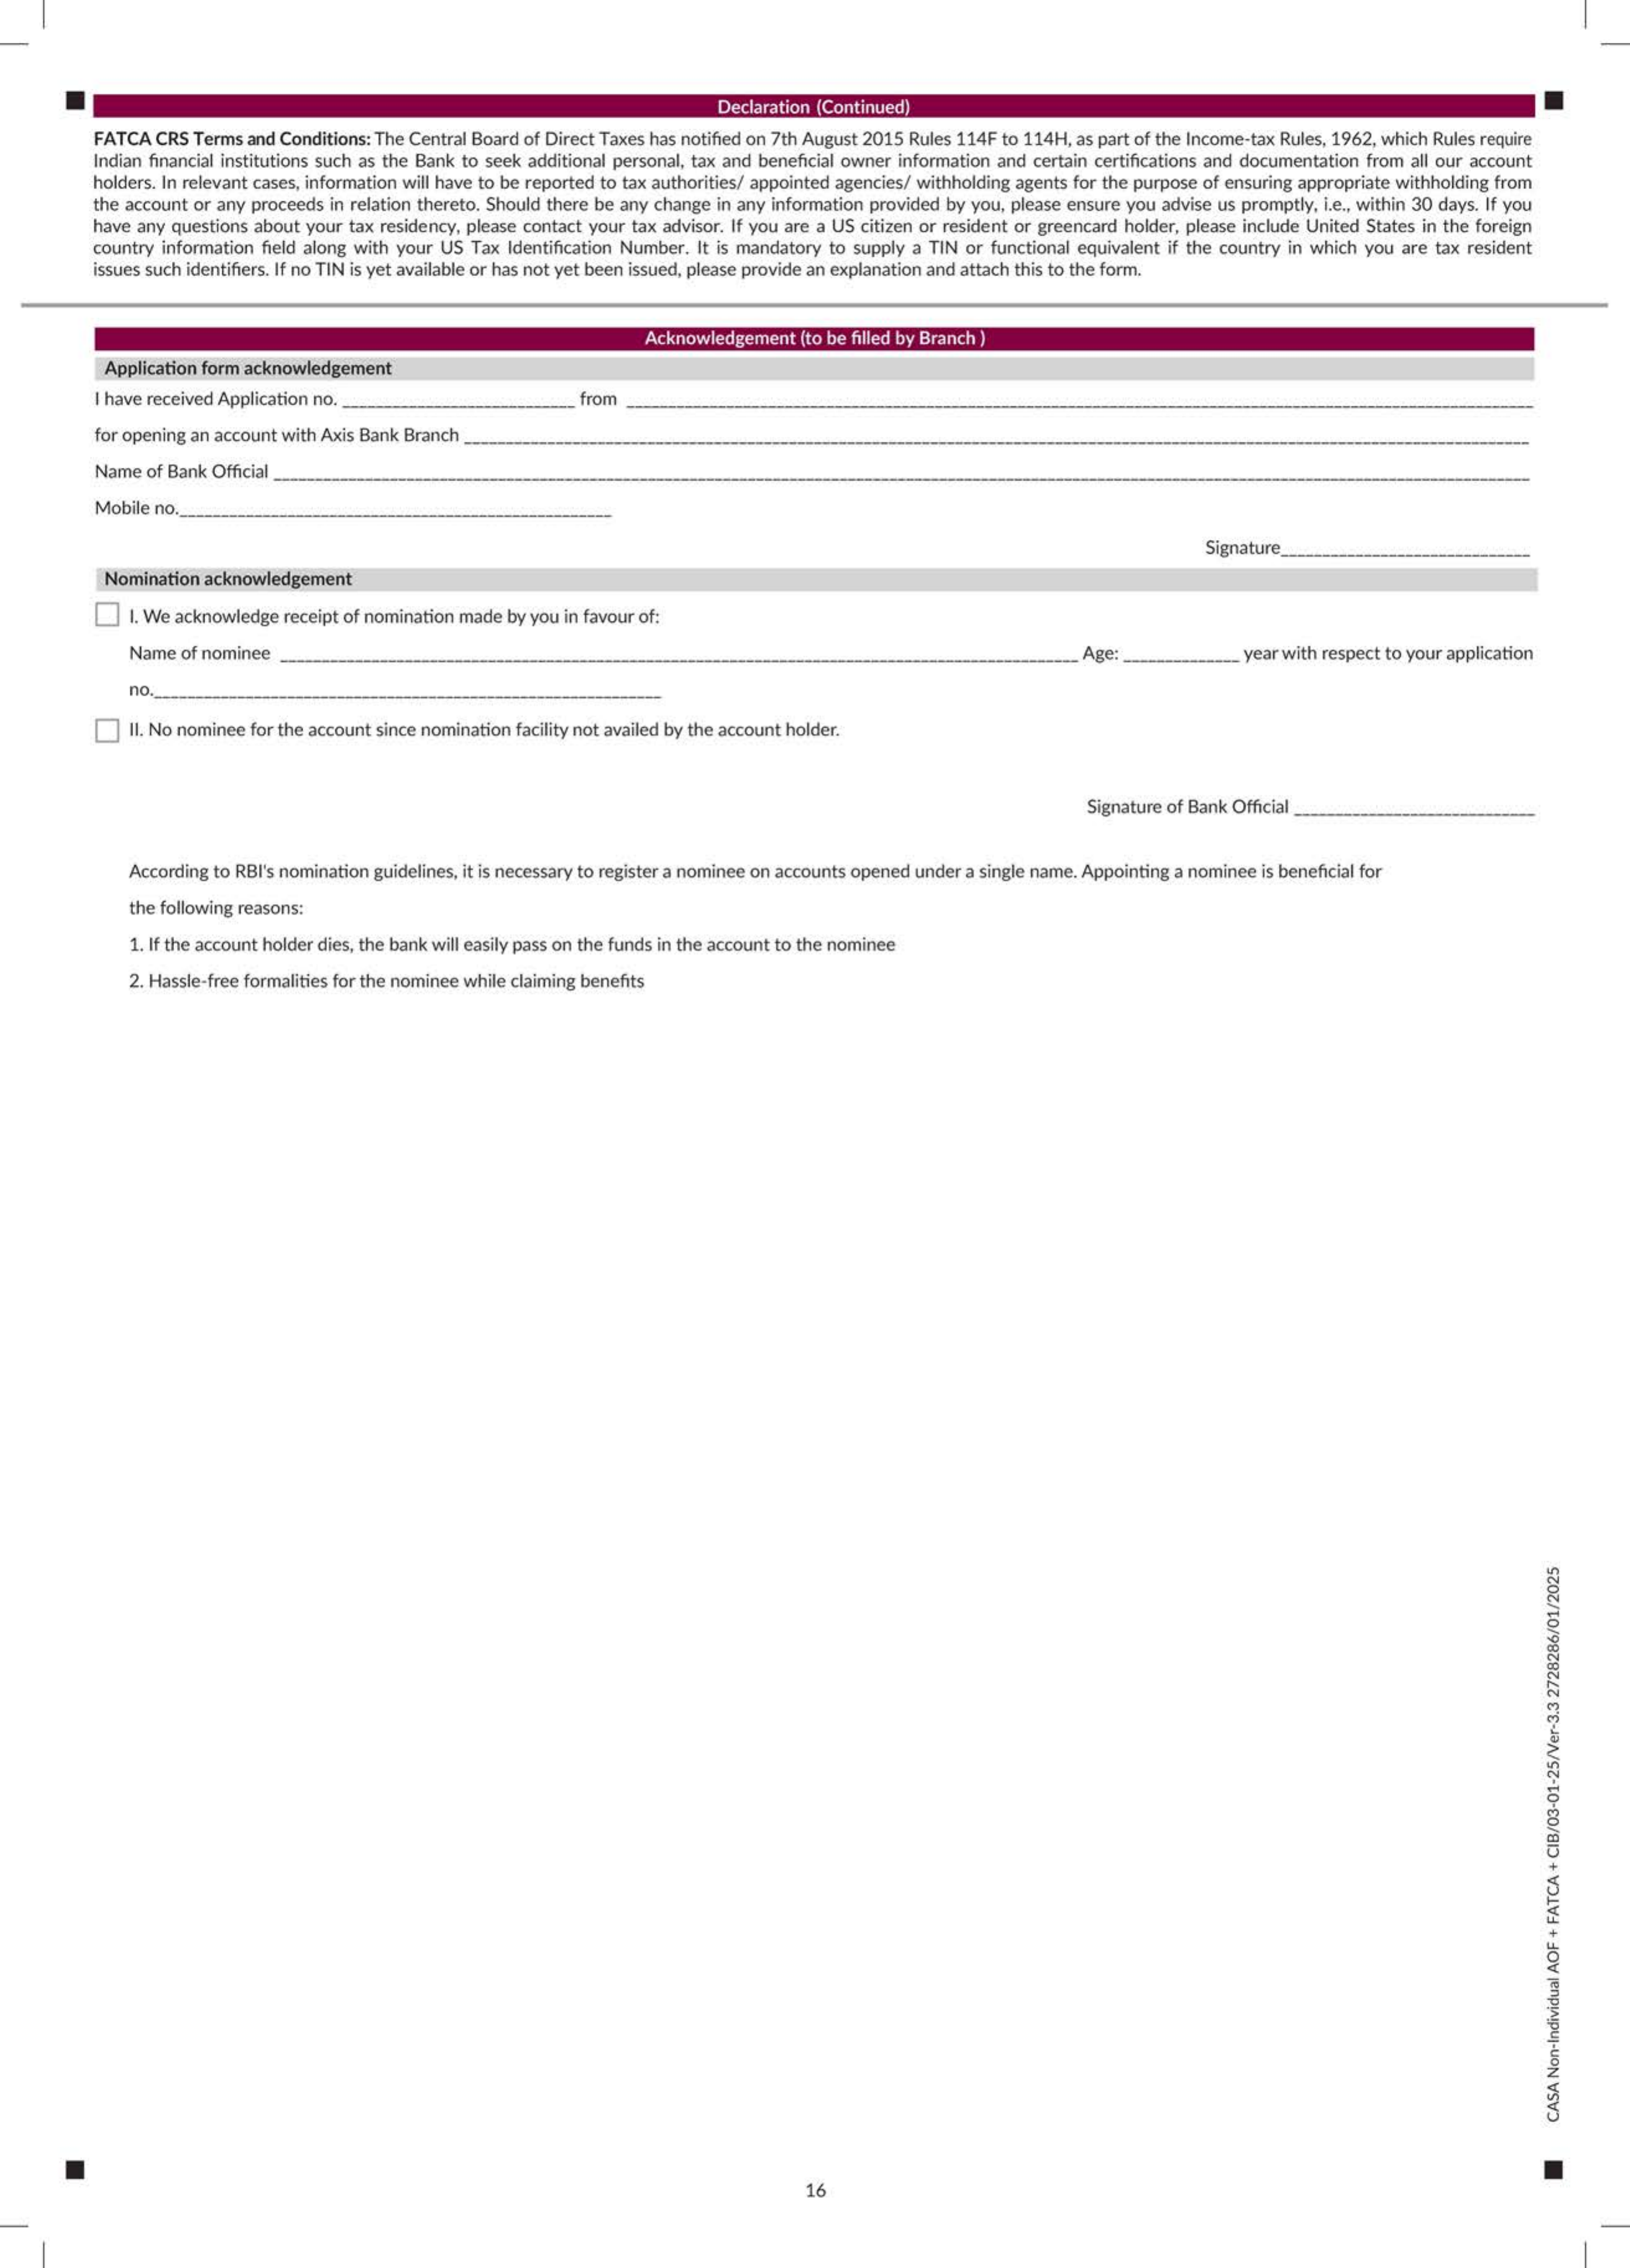 Declaration (Continued)
FATCA CRS Terms and Conditions: The Central Board of Direct Taxes has notified on 7th August 2015 Rules 114F to 114H, as part of the Income-tax Rules, 1962, which Rules require
Indian financial institutions such as the Bank to seek additional personal, tax and beneficial owner information and certain certifications and documentation from all our account
holders. In relevant cases, information will have to be reported to tax authorities/ appointed agencies/ withholding agents for the purpose of ensuring appropriate withholding from
the account or any proceeds in relation thereto. Should there be any change in any information provided by you, please ensure you advise us promptly, i.e., within 30 days. If you
have any questions about your tax residency, please contact your tax advisor. If you are a US citizen or resident or greencard holder, please include United States in the foreign
country information field along with your US Tax Identification Number. It is mandatory to supply a TIN or functional equivalent if the country in which you are tax resident
issues such identifiers. If no TIN is yet available or has not yet been issued, please provide an explanation and attach this to the form.
Acknowledgement (to be filled by Branch )
Application form acknowledgement
I have received Application no. ____________________________ from ____________________________
for opening an account with Axis Bank Branch ____________________________
Name of Bank Official ____________________________
Mobile no.____________________________
Signature____________________________
Nomination acknowledgement
I. We acknowledge receipt of nomination made by you in favour of:
Name of nominee ____________________________ Age: ______________ year with respect to your application
no.____________________________
II. No nominee for the account since nomination facility not availed by the account holder.
Signature of Bank Official ____________________________
According to RBI's nomination guidelines, it is necessary to register a nominee on accounts opened under a single name. Appointing a nominee is beneficial for
the following reasons:
1. If the account holder dies, the bank will easily pass on the funds in the account to the nominee
2. Hassle-free formalities for the nominee while claiming benefits
CASA Non-Individual AOF + FATCA + CIB/03-01-25/Ver-3.3 2728286/01/2025
16